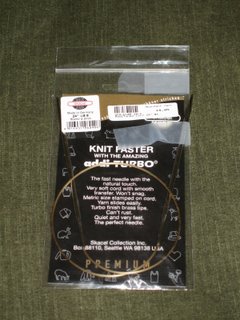 KNIT FASTER
WITH THE AMAZING
addi TURBO
The fast needle with the
natural touch.
Very soft cord with smooth
transfer. Won't snag.
Metric size stamped on cord.
Yarn slides easily.
Turbo finish brass tips.
Can't rust.
Quiet and very fast.
The perfect needle.
Skacel Collection Inc.
Box 88110, Seattle WA 98138 USA
PREMIUM